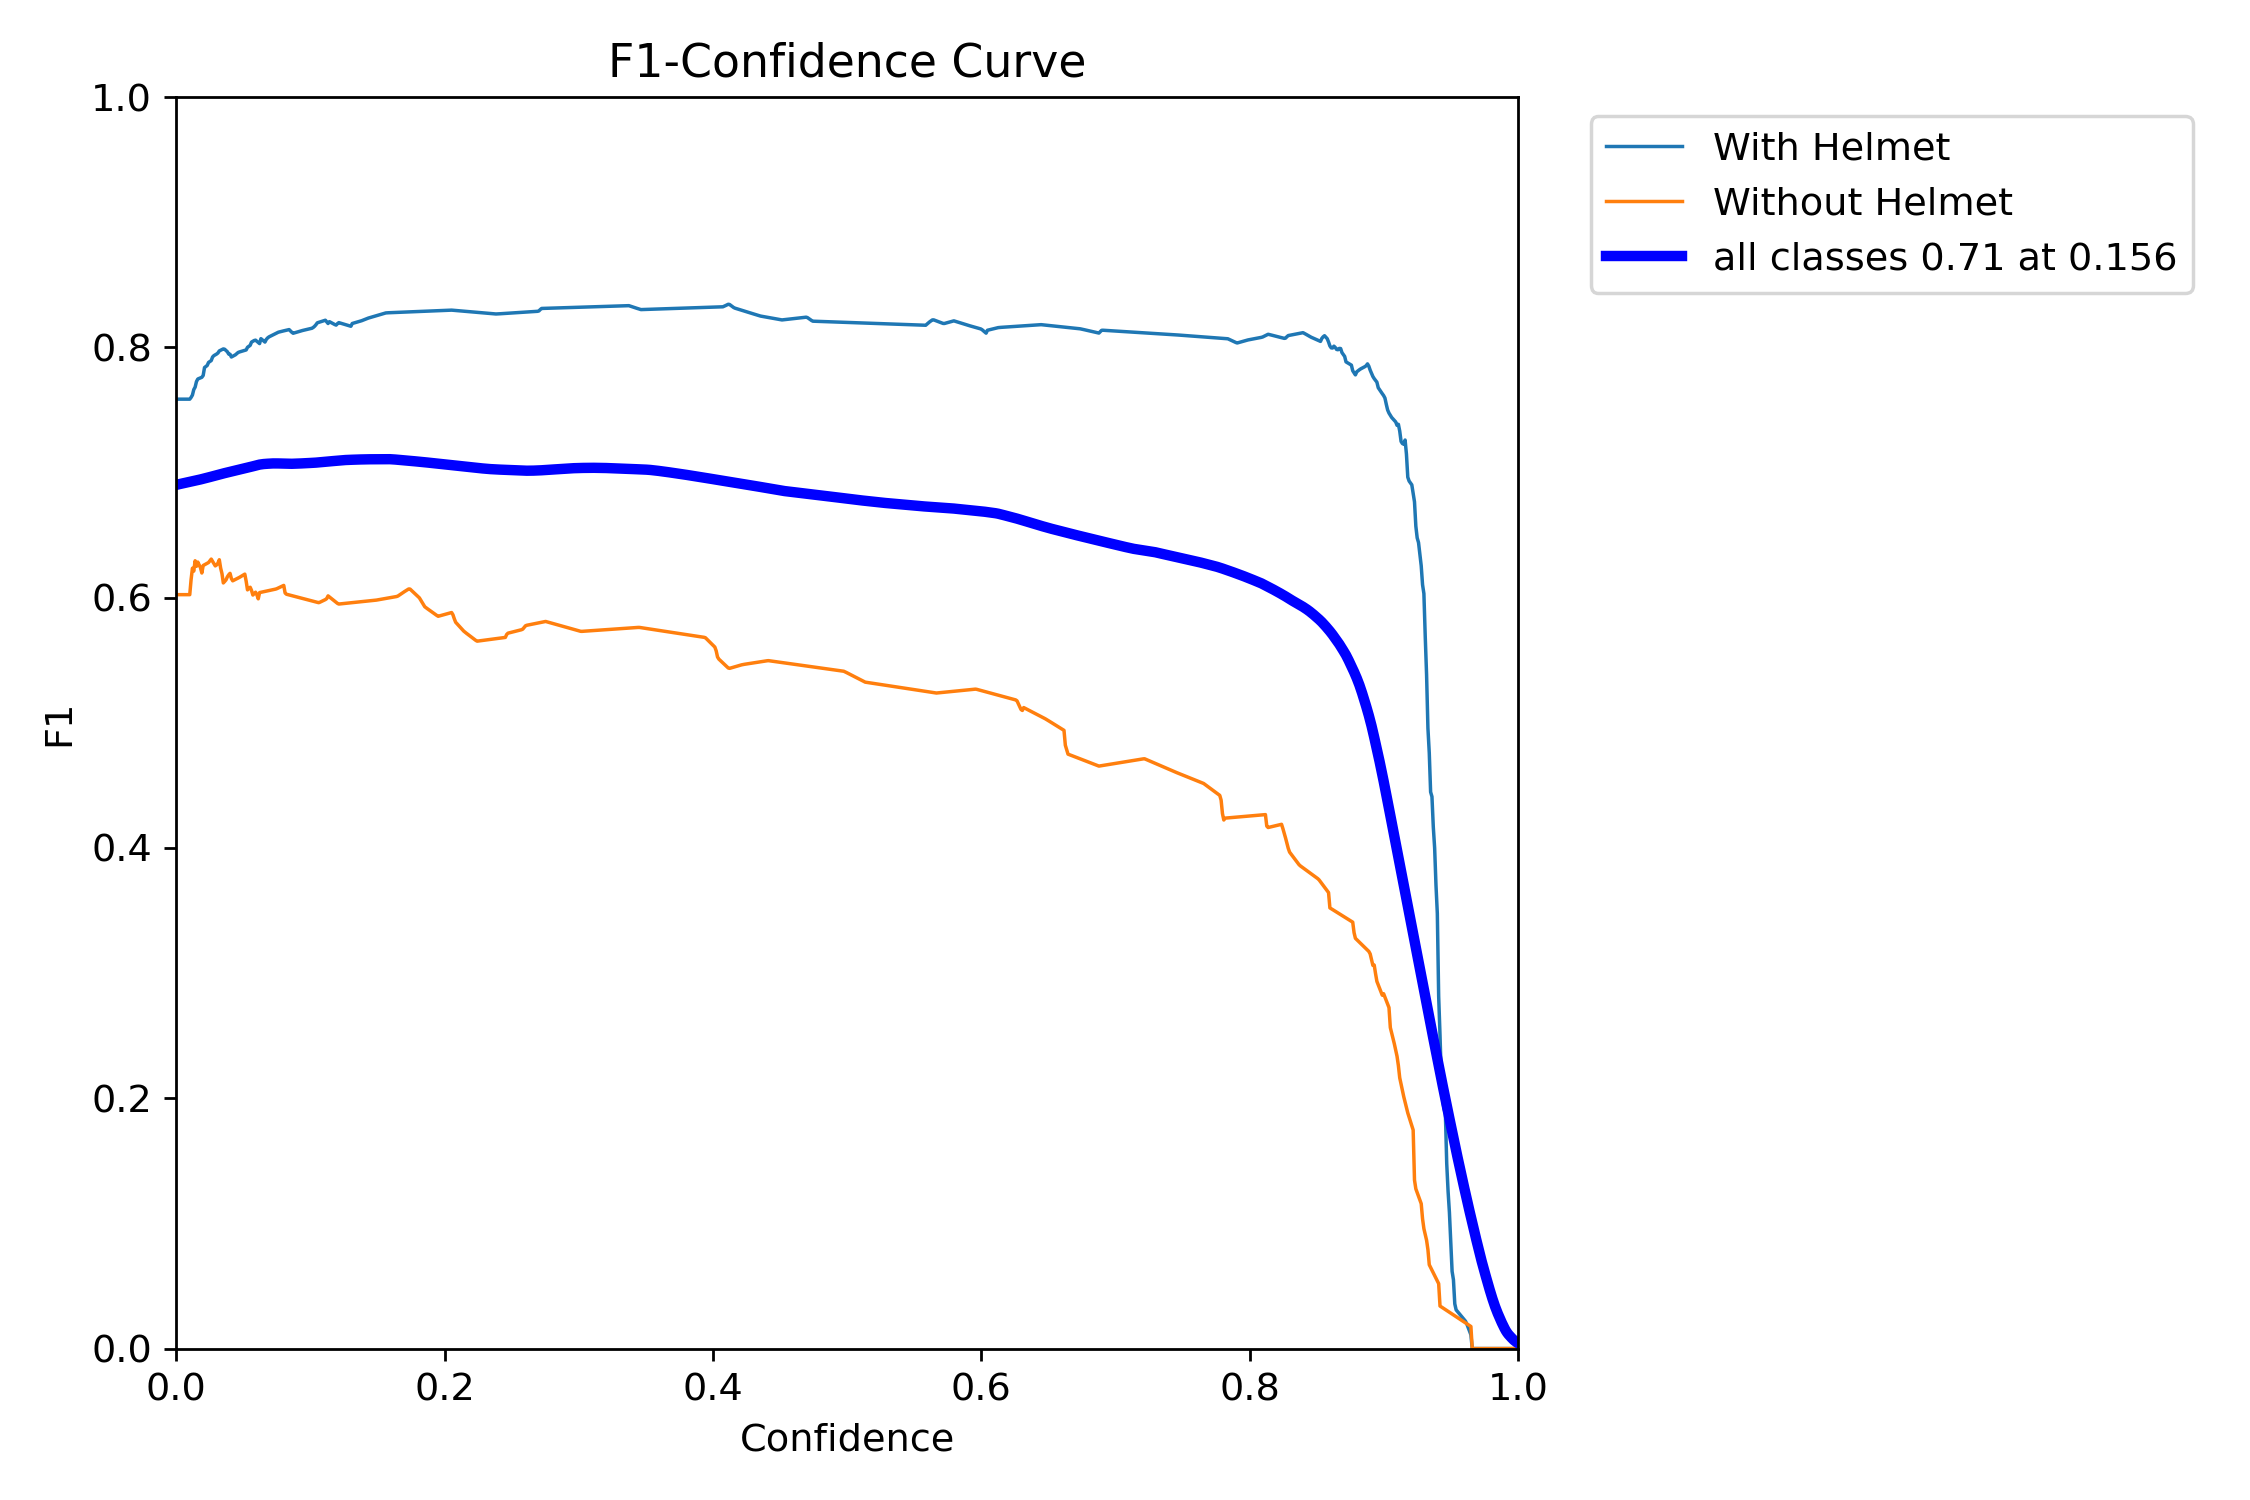 F1-Confidence Curve
With Helmet
Without Helmet
all classes 0.71 at 0.156
1.0
0.8
0.6
0.4
0.2
0.0
F1
0.0 0.2 0.4 0.6 0.8 1.0
Confidence